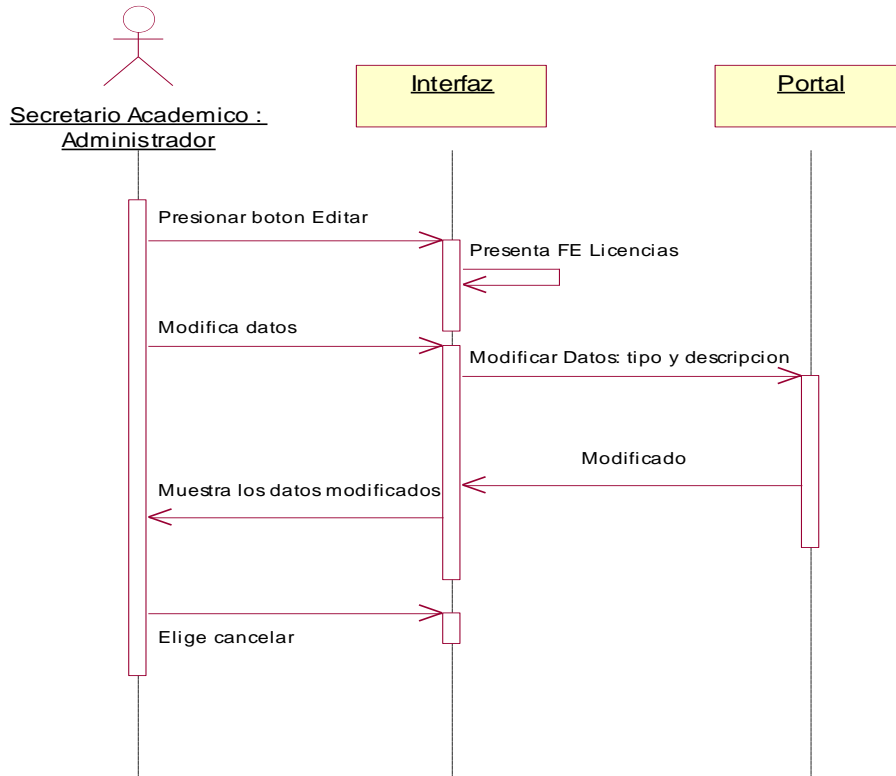 Secretario Academico :
Administrador
Interfaz
Portal
Presionar boton Editar
Presenta FE Licencias
Modifica datos
Modificar Datos: tipo y descripcion
Modificado
Muestra los datos modificados
Elige cancelar